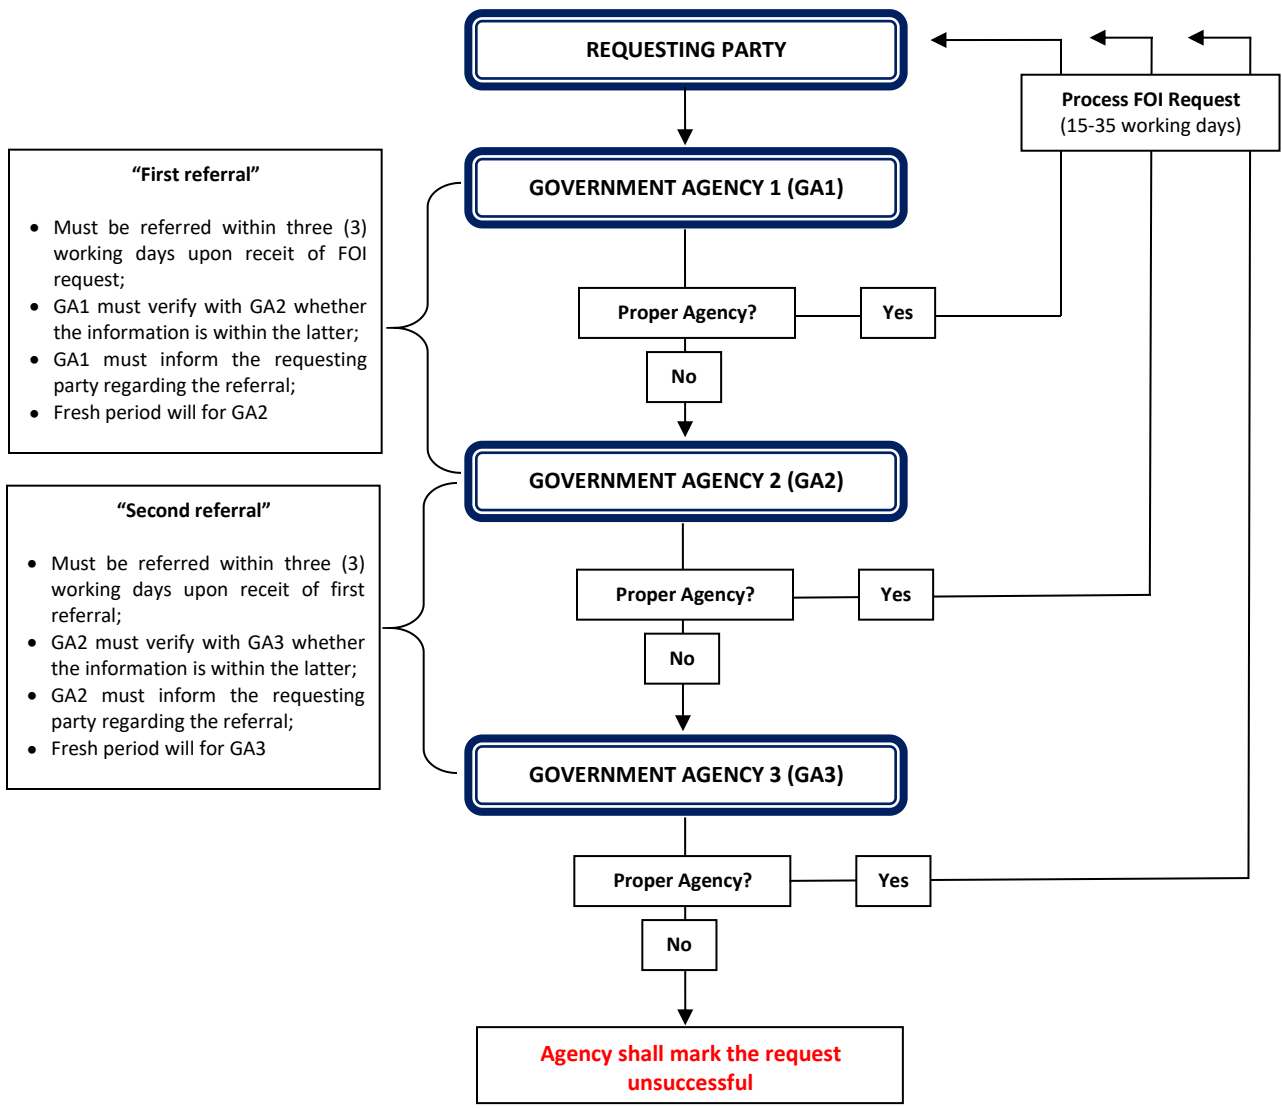 REQUESTING PARTY
Process FOI Request
(15-35 working days)
GOVERNMENT AGENCY 1 (GA1)
“First referral”
• Must be referred within three (3)
working days upon receit of FOI
request;
• GA1 must verify with GA2 whether
the information is within the latter;
• GA1 must inform the requesting
party regarding the referral;
• Fresh period will for GA2
Proper Agency?
Yes
No
GOVERNMENT AGENCY 2 (GA2)
“Second referral”
• Must be referred within three (3)
working days upon receit of first
referral;
• GA2 must verify with GA3 whether
the information is within the latter;
• GA2 must inform the requesting
party regarding the referral;
• Fresh period will for GA3
Proper Agency?
Yes
No
GOVERNMENT AGENCY 3 (GA3)
Proper Agency?
Yes
No
Agency shall mark the request
unsuccessful